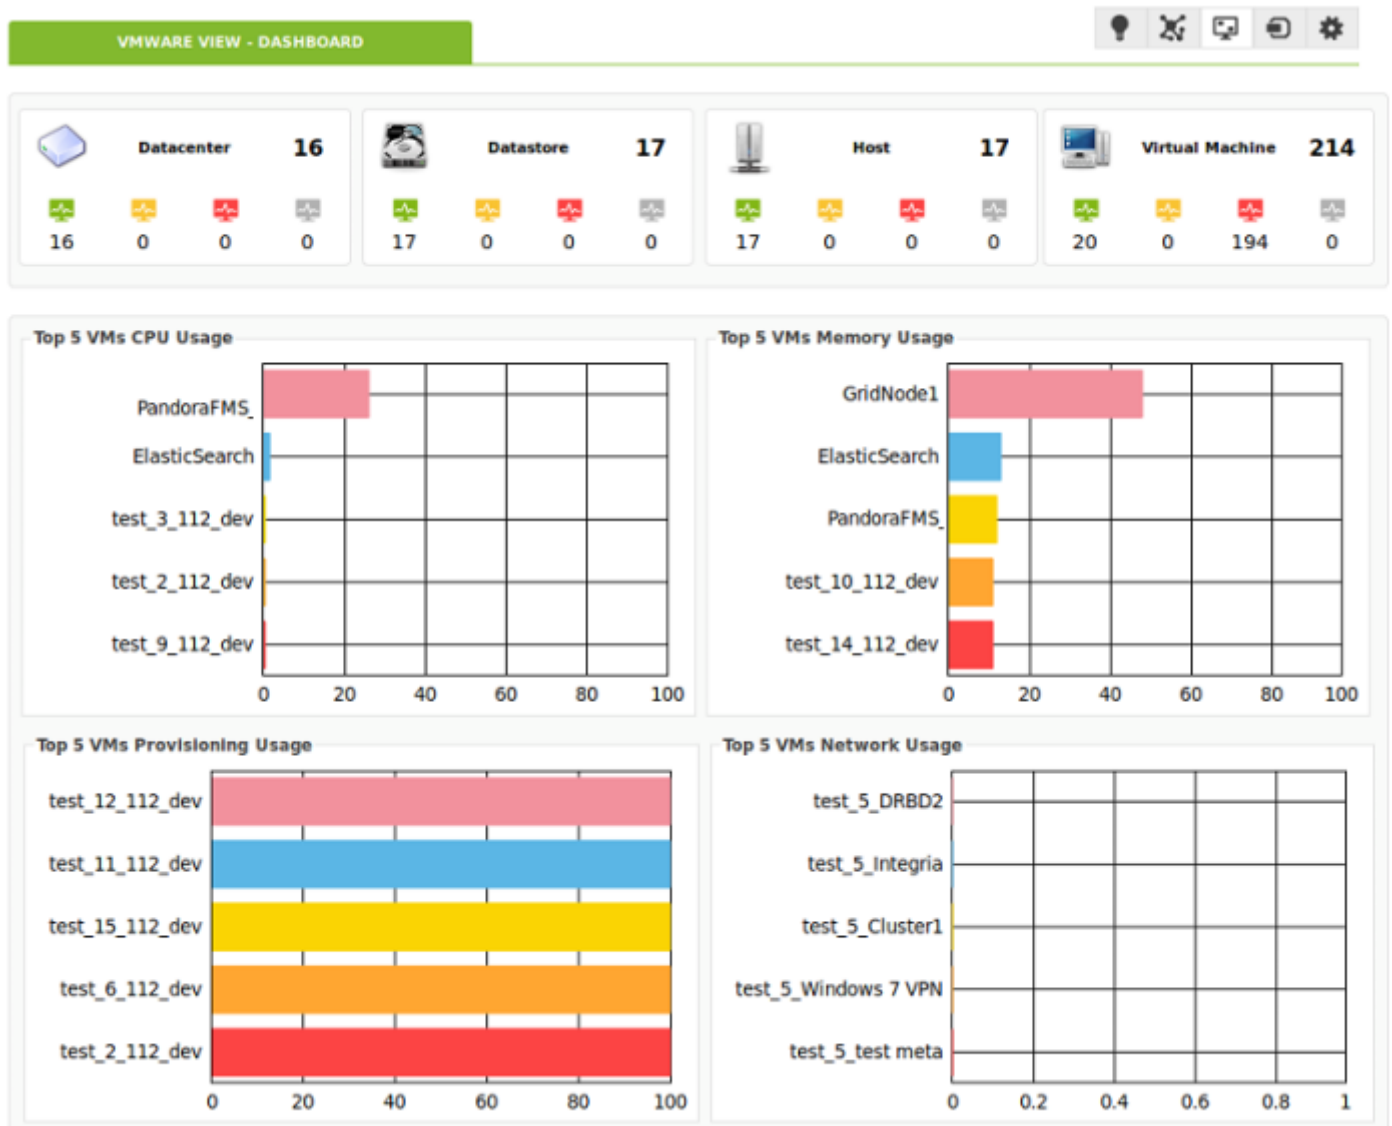 VMWARE VIEW - DASHBOARD
Datacenter 16
16 0 0 0
Datastore 17
17 0 0 0
Host 17
17 0 0 0
Virtual Machine 214
20 0 194 0
Top 5 VMs CPU Usage
PandoraFMS_
ElasticSearch
test_3_112_dev
test_2_112_dev
test_9_112_dev
0 20 40 60 80 100
Top 5 VMs Memory Usage
GridNode1
ElasticSearch
PandoraFMS_
test_10_112_dev
test_14_112_dev
0 20 40 60 80 100
Top 5 VMs Provisioning Usage
test_12_112_dev
test_11_112_dev
test_15_112_dev
test_6_112_dev
test_2_112_dev
0 20 40 60 80 100
Top 5 VMs Network Usage
test_5_DRBD2
test_5_Integria
test_5_Cluster1
test_5_Windows 7 VPN
test_5_test meta
0 0.2 0.4 0.6 0.8 1